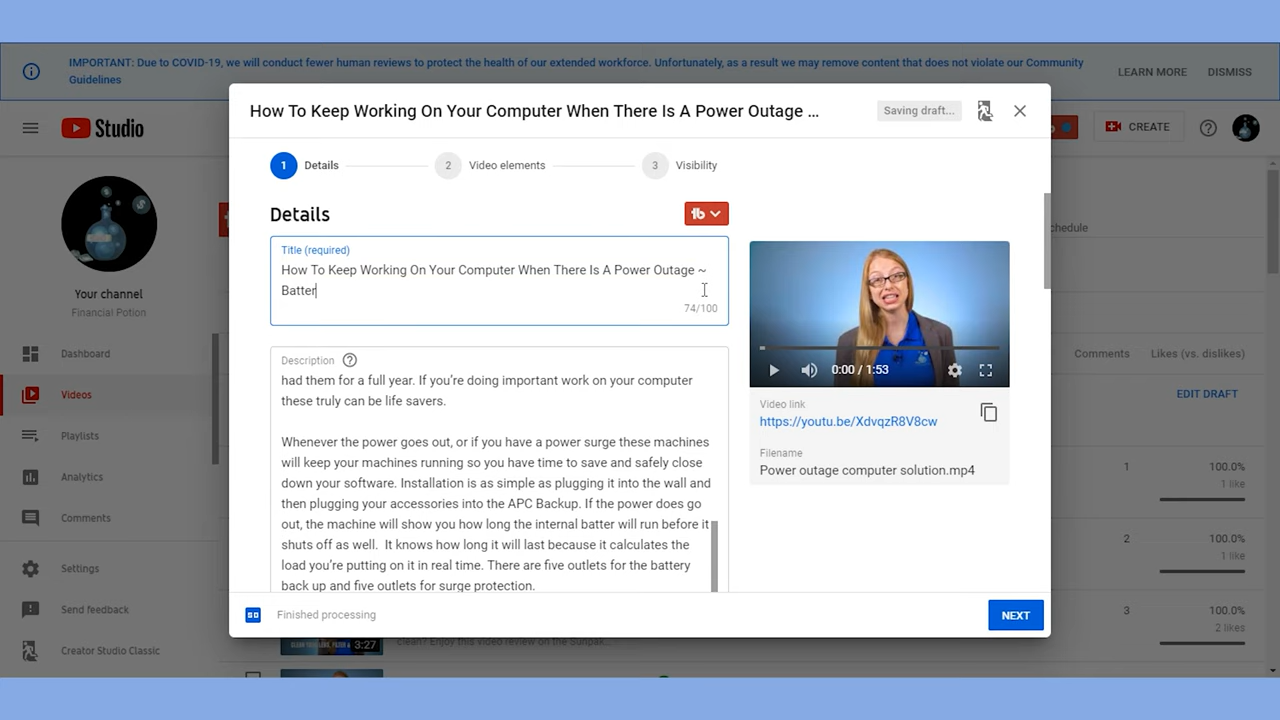 IMPORTANT: Due to COVID-19, we will conduct fewer human reviews to protect the health of our extended workforce. Unfortunately, as a result we may remove content that does not violate our Community
Guidelines
LEARN MORE
DISMISS
Studio
CREATE
How To Keep Working On Your Computer When There Is A Power Outage ...
Saving draft...
1 Details
2 Video elements
3 Visibility
Details
Title (required)
How To Keep Working On Your Computer When There Is A Power Outage ~
Batter
74/100
Description
had them for a full year. If you're doing important work on your computer
these truly can be life savers.
Whenever the power goes out, or if you have a power surge these machines
will keep your machines running so you have time to save and safely close
down your software. Installation is as simple as plugging it into the wall and
then plugging your accessories into the APC Backup. If the power does go
out, the machine will show you how long the internal batter will run before it
shuts off as well.  It knows how long it will last because it calculates the
load you're putting on it in real time. There are five outlets for the battery
back up and five outlets for surge protection.
0:00 / 1:53
Video link
https://youtu.be/XdvqzR8V8cw
Filename
Power outage computer solution.mp4
Finished processing
NEXT
Your channel
Financial Potion
Dashboard
Videos
Playlists
Analytics
Comments
Settings
Send feedback
Creator Studio Classic
Comments
Likes (vs. dislikes)
EDIT DRAFT
1
100.0%
1 like
2
100.0%
1 like
3
100.0%
2 likes
3:27